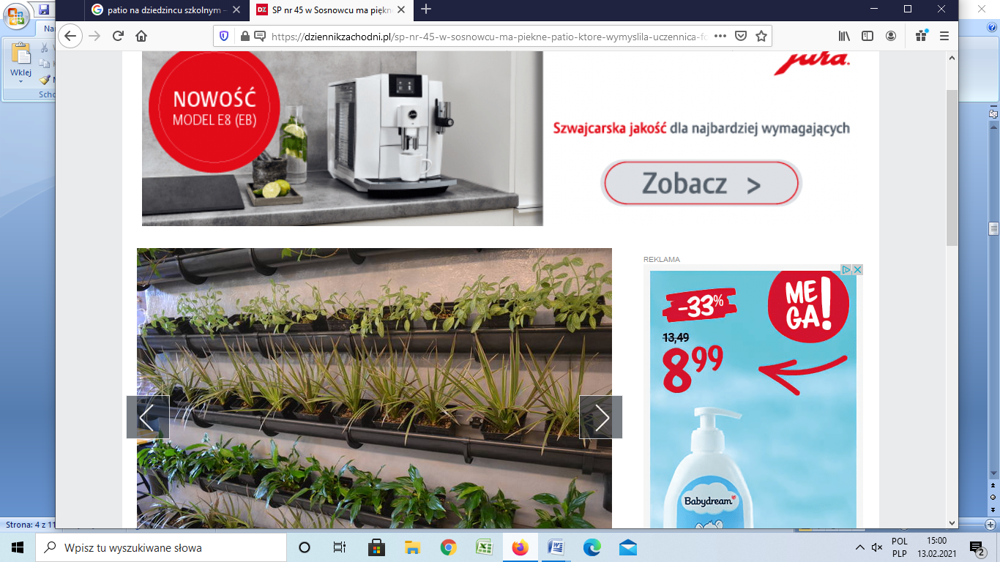 patio na dziedzincu szkolnym –
SP nr 45 w Sosnowcu ma piękn
https://dziennikzachodni.pl/sp-nr-45-w-sosnowcu-ma-piekne-patio-ktore-wymyslila-uczennica-fo
Na
Wklej
Scho
NOWOŚĆ
MODEL E8 (EB)
jura
Szwajcarska jakość dla najbardziej wymagających
Zobacz >
REKLAMA
-33%
MEGA!
13,49
8 99
Babydream
Strona: 4 z 11
Wpisz tu wyszukiwane słowa
POL
PLP
15:00
13.02.2021
2